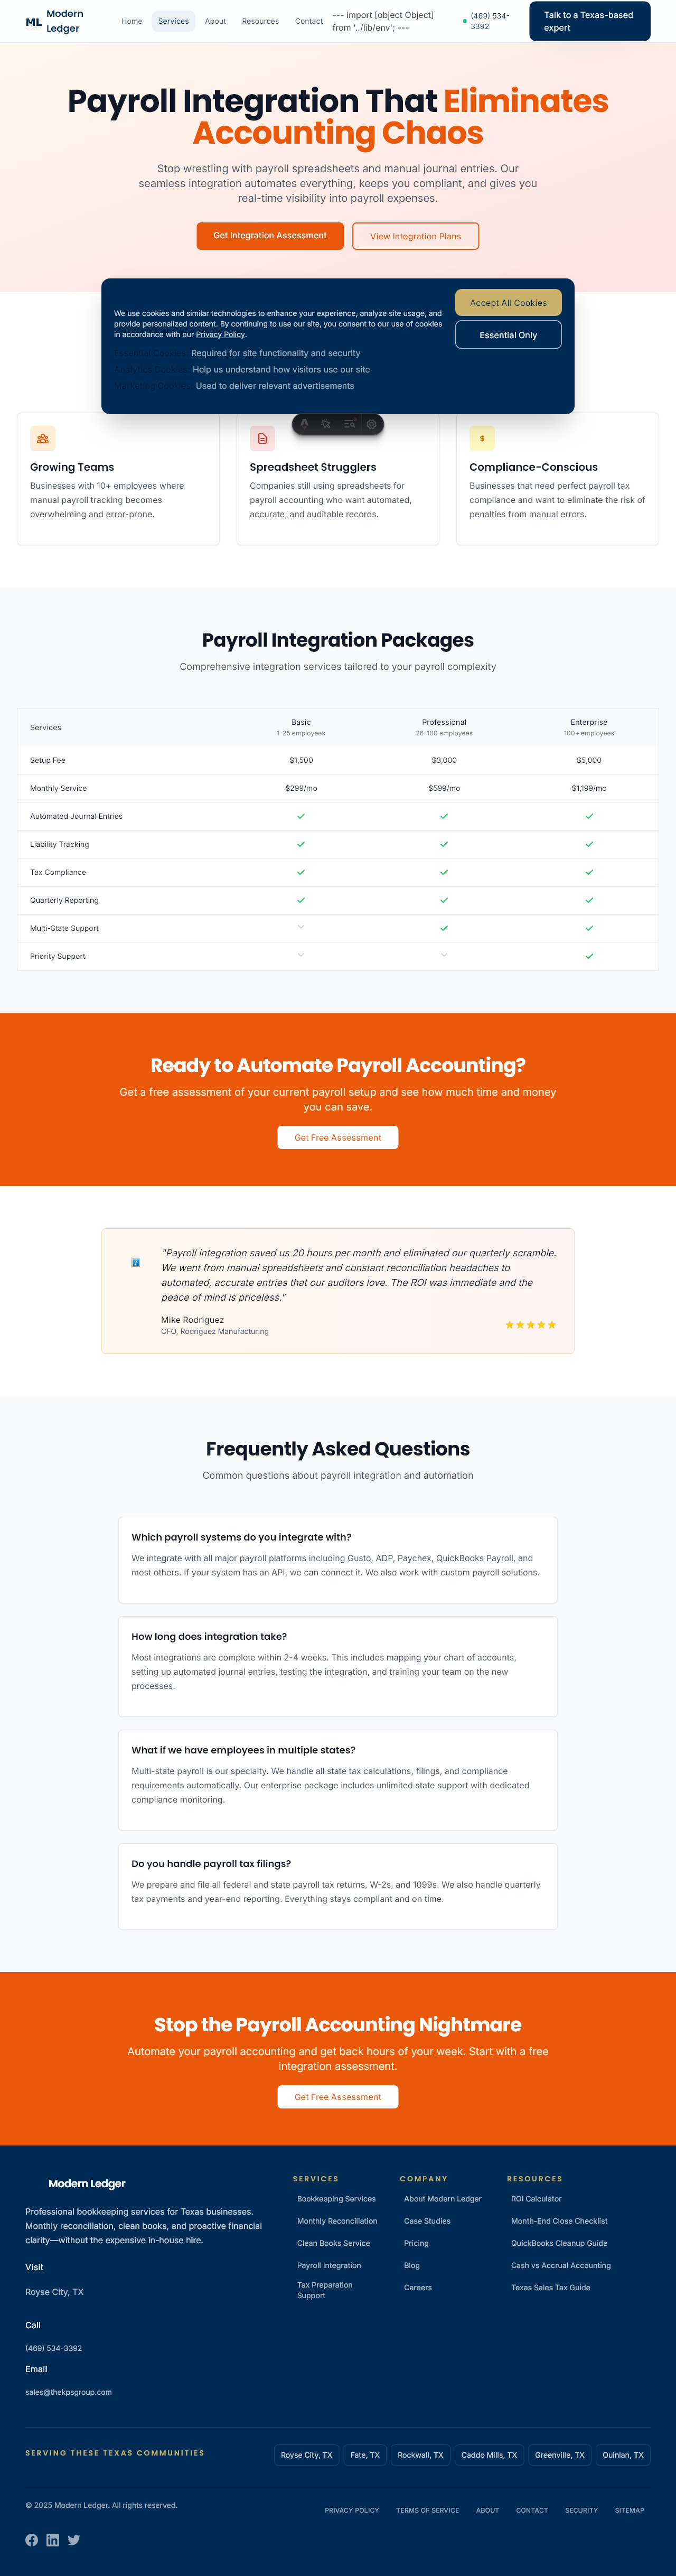 ML
Modern
Ledger
Home
Services
About
Resources
Contact
--- import [object Object]
from '../lib/env'; ---
(469) 534-
3392
Talk to a Texas-based
expert
Payroll Integration That Eliminates
Accounting Chaos
Stop wrestling with payroll spreadsheets and manual journal entries. Our
seamless integration automates everything, keeps you compliant, and gives you
real-time visibility into payroll expenses.
Get Integration Assessment
View Integration Plans
We use cookies and similar technologies to enhance your experience, analyze site usage, and
provide personalized content. By continuing to use our site, you consent to our use of cookies
in accordance with our Privacy Policy.
Required for site functionality and security
Analytics Cookies: Help us understand how visitors use our site
Marketing Cookies: Used to deliver relevant advertisements
Accept All Cookies
Essential Only
Growing Teams
Businesses with 10+ employees where
manual payroll tracking becomes
overwhelming and error-prone.
Spreadsheet Strugglers
Companies still using spreadsheets for
payroll accounting who want automated,
accurate, and auditable records.
$
Compliance-Conscious
Businesses that need perfect payroll tax
compliance and want to eliminate the risk of
penalties from manual errors.
Payroll Integration Packages
Comprehensive integration services tailored to your payroll complexity
Services Basic Professional Enterprise
1-25 employees 26-100 employees 100+ employees
Setup Fee $1,500 $3,000 $5,000
Monthly Service $299/mo $599/mo $1,199/mo
Automated Journal Entries
Liability Tracking
Tax Compliance
Quarterly Reporting
Multi-State Support
Priority Support
Ready to Automate Payroll Accounting?
Get a free assessment of your current payroll setup and see how much time and money
you can save.
Get Free Assessment
"Payroll integration saved us 20 hours per month and eliminated our quarterly scramble.
We went from manual spreadsheets and constant reconciliation headaches to
automated, accurate entries that our auditors love. The ROI was immediate and the
peace of mind is priceless."
Mike Rodriguez
CFO, Rodriguez Manufacturing
Frequently Asked Questions
Common questions about payroll integration and automation
Which payroll systems do you integrate with?
We integrate with all major payroll platforms including Gusto, ADP, Paychex, QuickBooks Payroll, and
most others. If your system has an API, we can connect it. We also work with custom payroll solutions.
How long does integration take?
Most integrations are complete within 2-4 weeks. This includes mapping your chart of accounts,
setting up automated journal entries, testing the integration, and training your team on the new
processes.
What if we have employees in multiple states?
Multi-state payroll is our specialty. We handle all state tax calculations, filings, and compliance
requirements automatically. Our enterprise package includes unlimited state support with dedicated
compliance monitoring.
Do you handle payroll tax filings?
We prepare and file all federal and state payroll tax returns, W-2s, and 1099s. We also handle quarterly
tax payments and year-end reporting. Everything stays compliant and on time.
Stop the Payroll Accounting Nightmare
Automate your payroll accounting and get back hours of your week. Start with a free
integration assessment.
Get Free Assessment
Modern Ledger
Professional bookkeeping services for Texas businesses.
Monthly reconciliation, clean books, and proactive financial
clarity—without the expensive in-house hire.
Visit
Royse City, TX
Call
(469) 534-3392
Email
sales@thekpsgroup.com
SERVICES
Bookkeeping Services
Monthly Reconciliation
Clean Books Service
Payroll Integration
Tax Preparation
Support
COMPANY
About Modern Ledger
Case Studies
Pricing
Blog
Careers
RESOURCES
ROI Calculator
Month-End Close Checklist
QuickBooks Cleanup Guide
Cash vs Accrual Accounting
Texas Sales Tax Guide
SERVING THESE TEXAS COMMUNITIES
Royse City, TX
Fate, TX
Rockwall, TX
Caddo Mills, TX
Greenville, TX
Quinlan, TX
© 2025 Modern Ledger. All rights reserved.
PRIVACY POLICY
TERMS OF SERVICE
ABOUT
CONTACT
SECURITY
SITEMAP